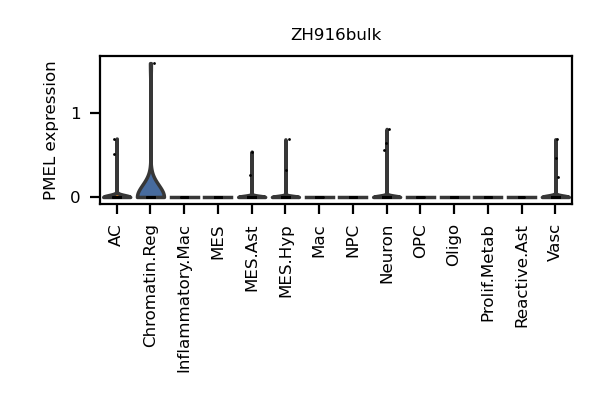 ZH916bulk
PMEL expression
1
0
AC
Chromatin.Reg
Inflammatory.Mac
MES
MES.Ast
MES.Hyp
Mac
NPC
Neuron
OPC
Oligo
Prolif.Metab
Reactive.Ast
Vasc